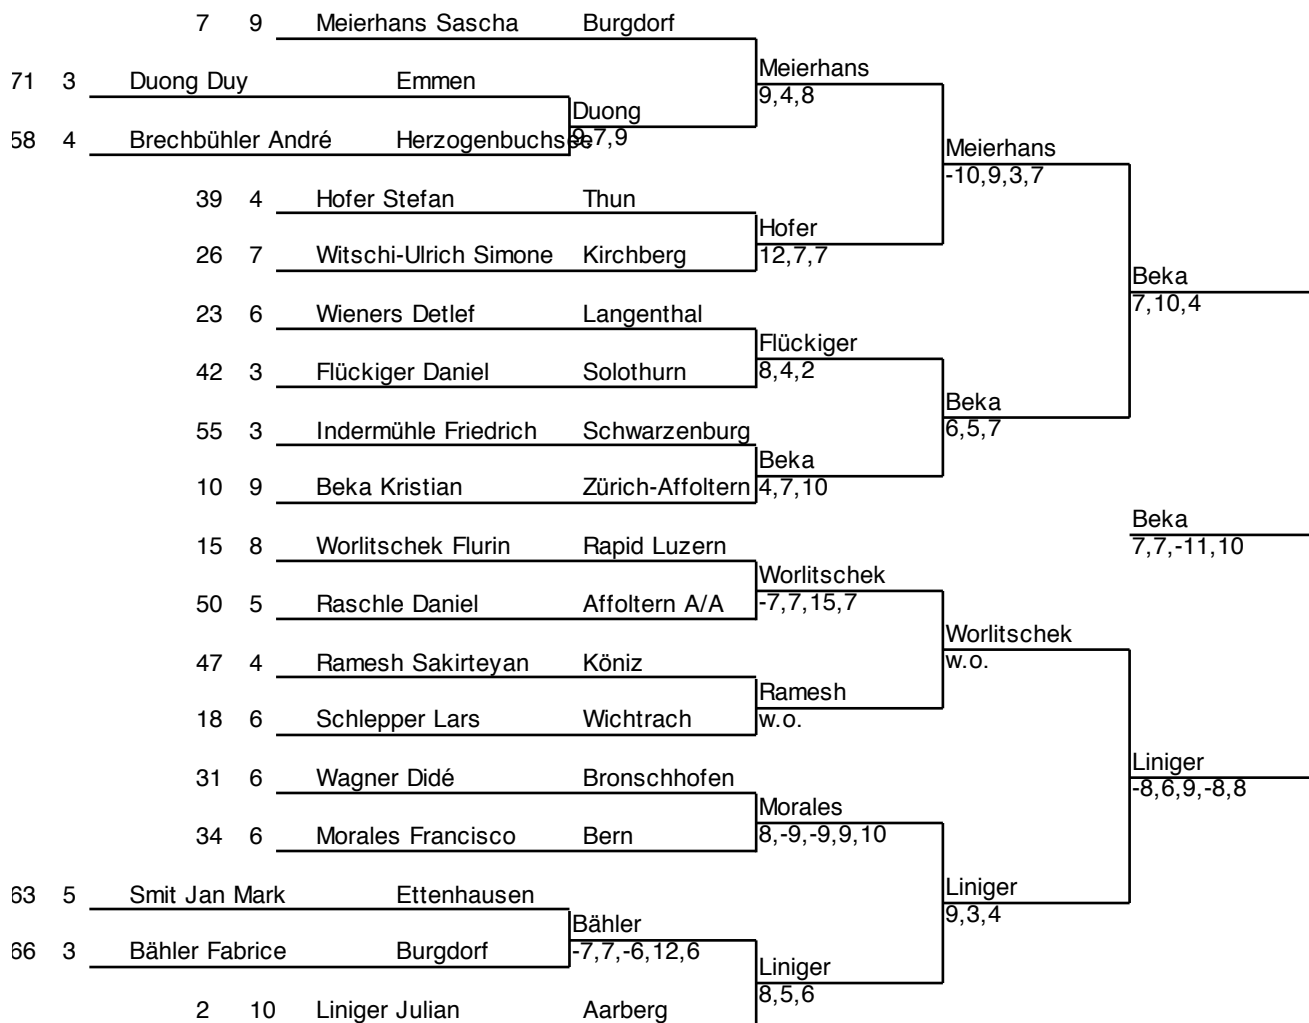 7 9 Meierhans Sascha Burgdorf
Meierhans
9,4,8
71 3 Duong Duy Emmen
Duong
9,7,9
58 4 Brechbühler André Herzogenbuchsee
Meierhans
-10,9,3,7
39 4 Hofer Stefan Thun
Hofer
12,7,7
26 7 Witschi-Ulrich Simone Kirchberg
Beka
7,10,4
23 6 Wieners Detlef Langenthal
Flückiger
8,4,2
42 3 Flückiger Daniel Solothurn
Beka
6,5,7
55 3 Indermühle Friedrich Schwarzenburg
Beka
4,7,10
10 9 Beka Kristian Zürich-Affoltern
Beka
7,7,-11,10
15 8 Worlitschek Flurin Rapid Luzern
Worlitschek
-7,7,15,7
50 5 Raschle Daniel Affoltern A/A
Worlitschek
w.o.
47 4 Ramesh Sakirteyan Köniz
Ramesh
w.o.
18 6 Schlepper Lars Wichtrach
Liniger
-8,6,9,-8,8
31 6 Wagner Didé Bronschhofen
Morales
8,-9,-9,9,10
34 6 Morales Francisco Bern
Liniger
9,3,4
63 5 Smit Jan Mark Ettenhausen
Bähler
-7,7,-6,12,6
66 3 Bähler Fabrice Burgdorf
Liniger
8,5,6
2 10 Liniger Julian Aarberg